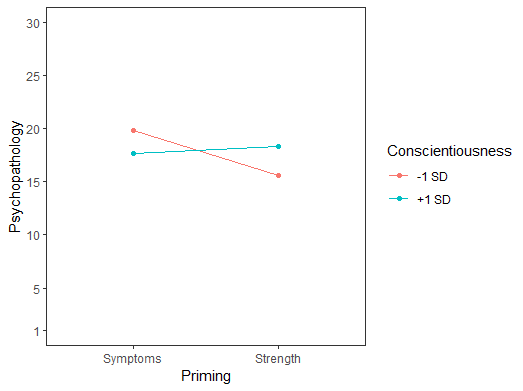 30
25
20
15
10
5
1
Psychopathology
Symptoms
Strength
Priming
Conscientiousness
-1 SD
+1 SD